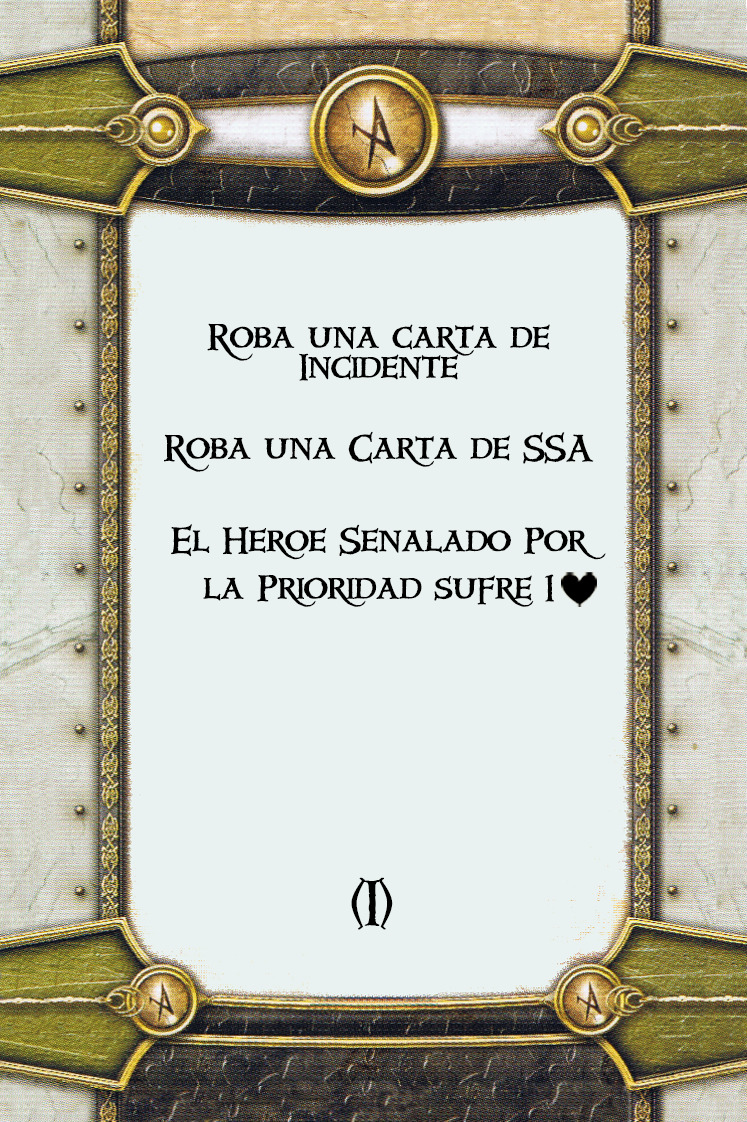 Roba una carta de
Incidente
Roba una Carta de SSA
El Heroe Senalado Por
la Prioridad sufre 1
(I)